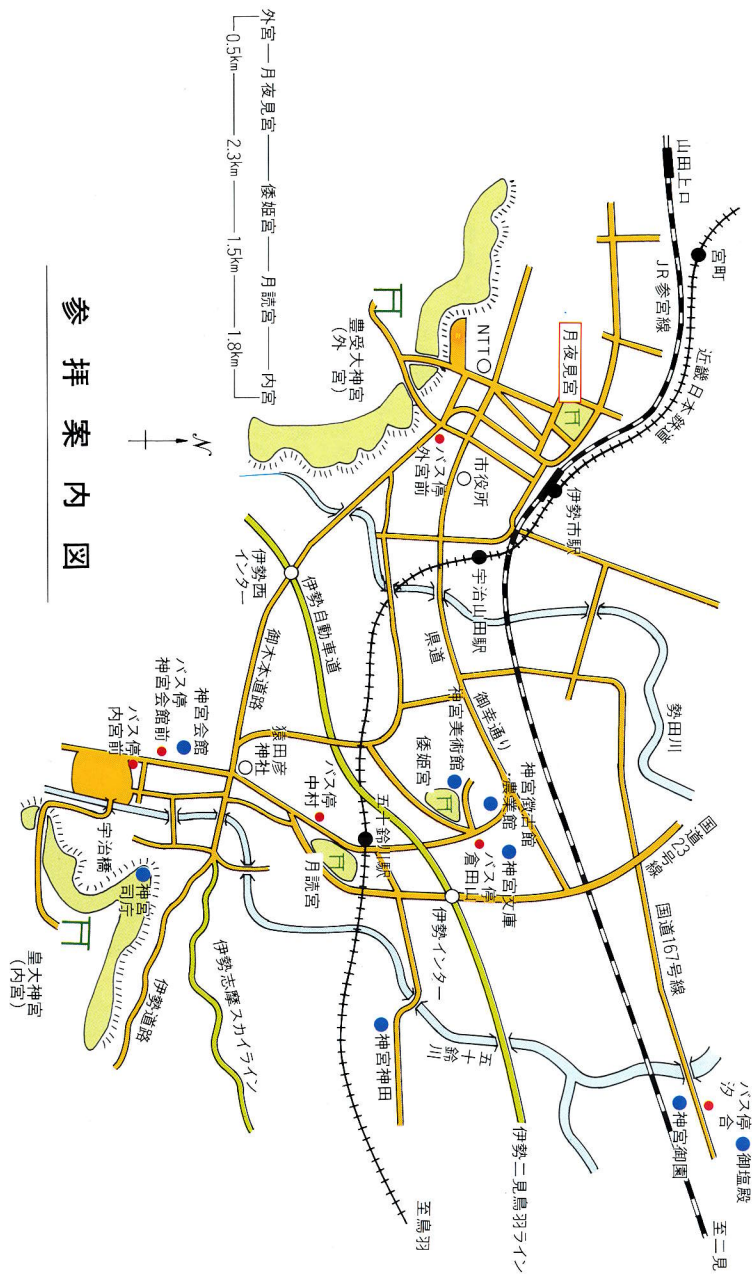 参拝案内図
N
外宮―月夜見宮――倭姫宮――月読宮――内宮
0.5km――2.3km――1.5km――1.8km
山田上口
宮町
JR参宮線
近畿日本鉄道
月夜見宮
NTT
豊受大神宮
(外宮)
バス停
外宮前
市役所
伊勢市駅
宇治山田駅
勢田川
県道
御幸通り
伊勢西
インター
伊勢自動車道
御木本道路
神宮美術館
倭姫宮
神宮徴古館
・農業館
神宮文庫
バス停
倉田山
国道23号線
国道167号線
神宮会館
バス停
神宮会館前
バス停
内宮前
猿田彦
神社
バス停
中村
五十鈴川駅
月読宮
伊勢インター
宇治橋
神宮
司庁
皇大神宮
(内宮)
伊勢道路
伊勢志摩スカイライン
神宮神田
五十鈴川
伊勢二見鳥羽ライン
バス停
汐合
御塩殿
神宮御園
至二見
至鳥羽